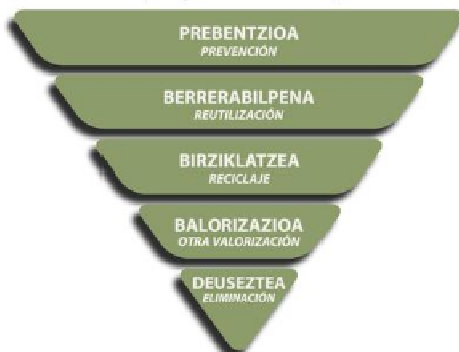 PREBENTZIOA
PREVENCIÓN
BERRERABILPENA
REUTILIZACIÓN
BIRZIKLATZEA
RECICLAJE
BALORIZAZIOA
OTRA VALORIZACIÓN
DEUSEZTEA
ELIMINACIÓN